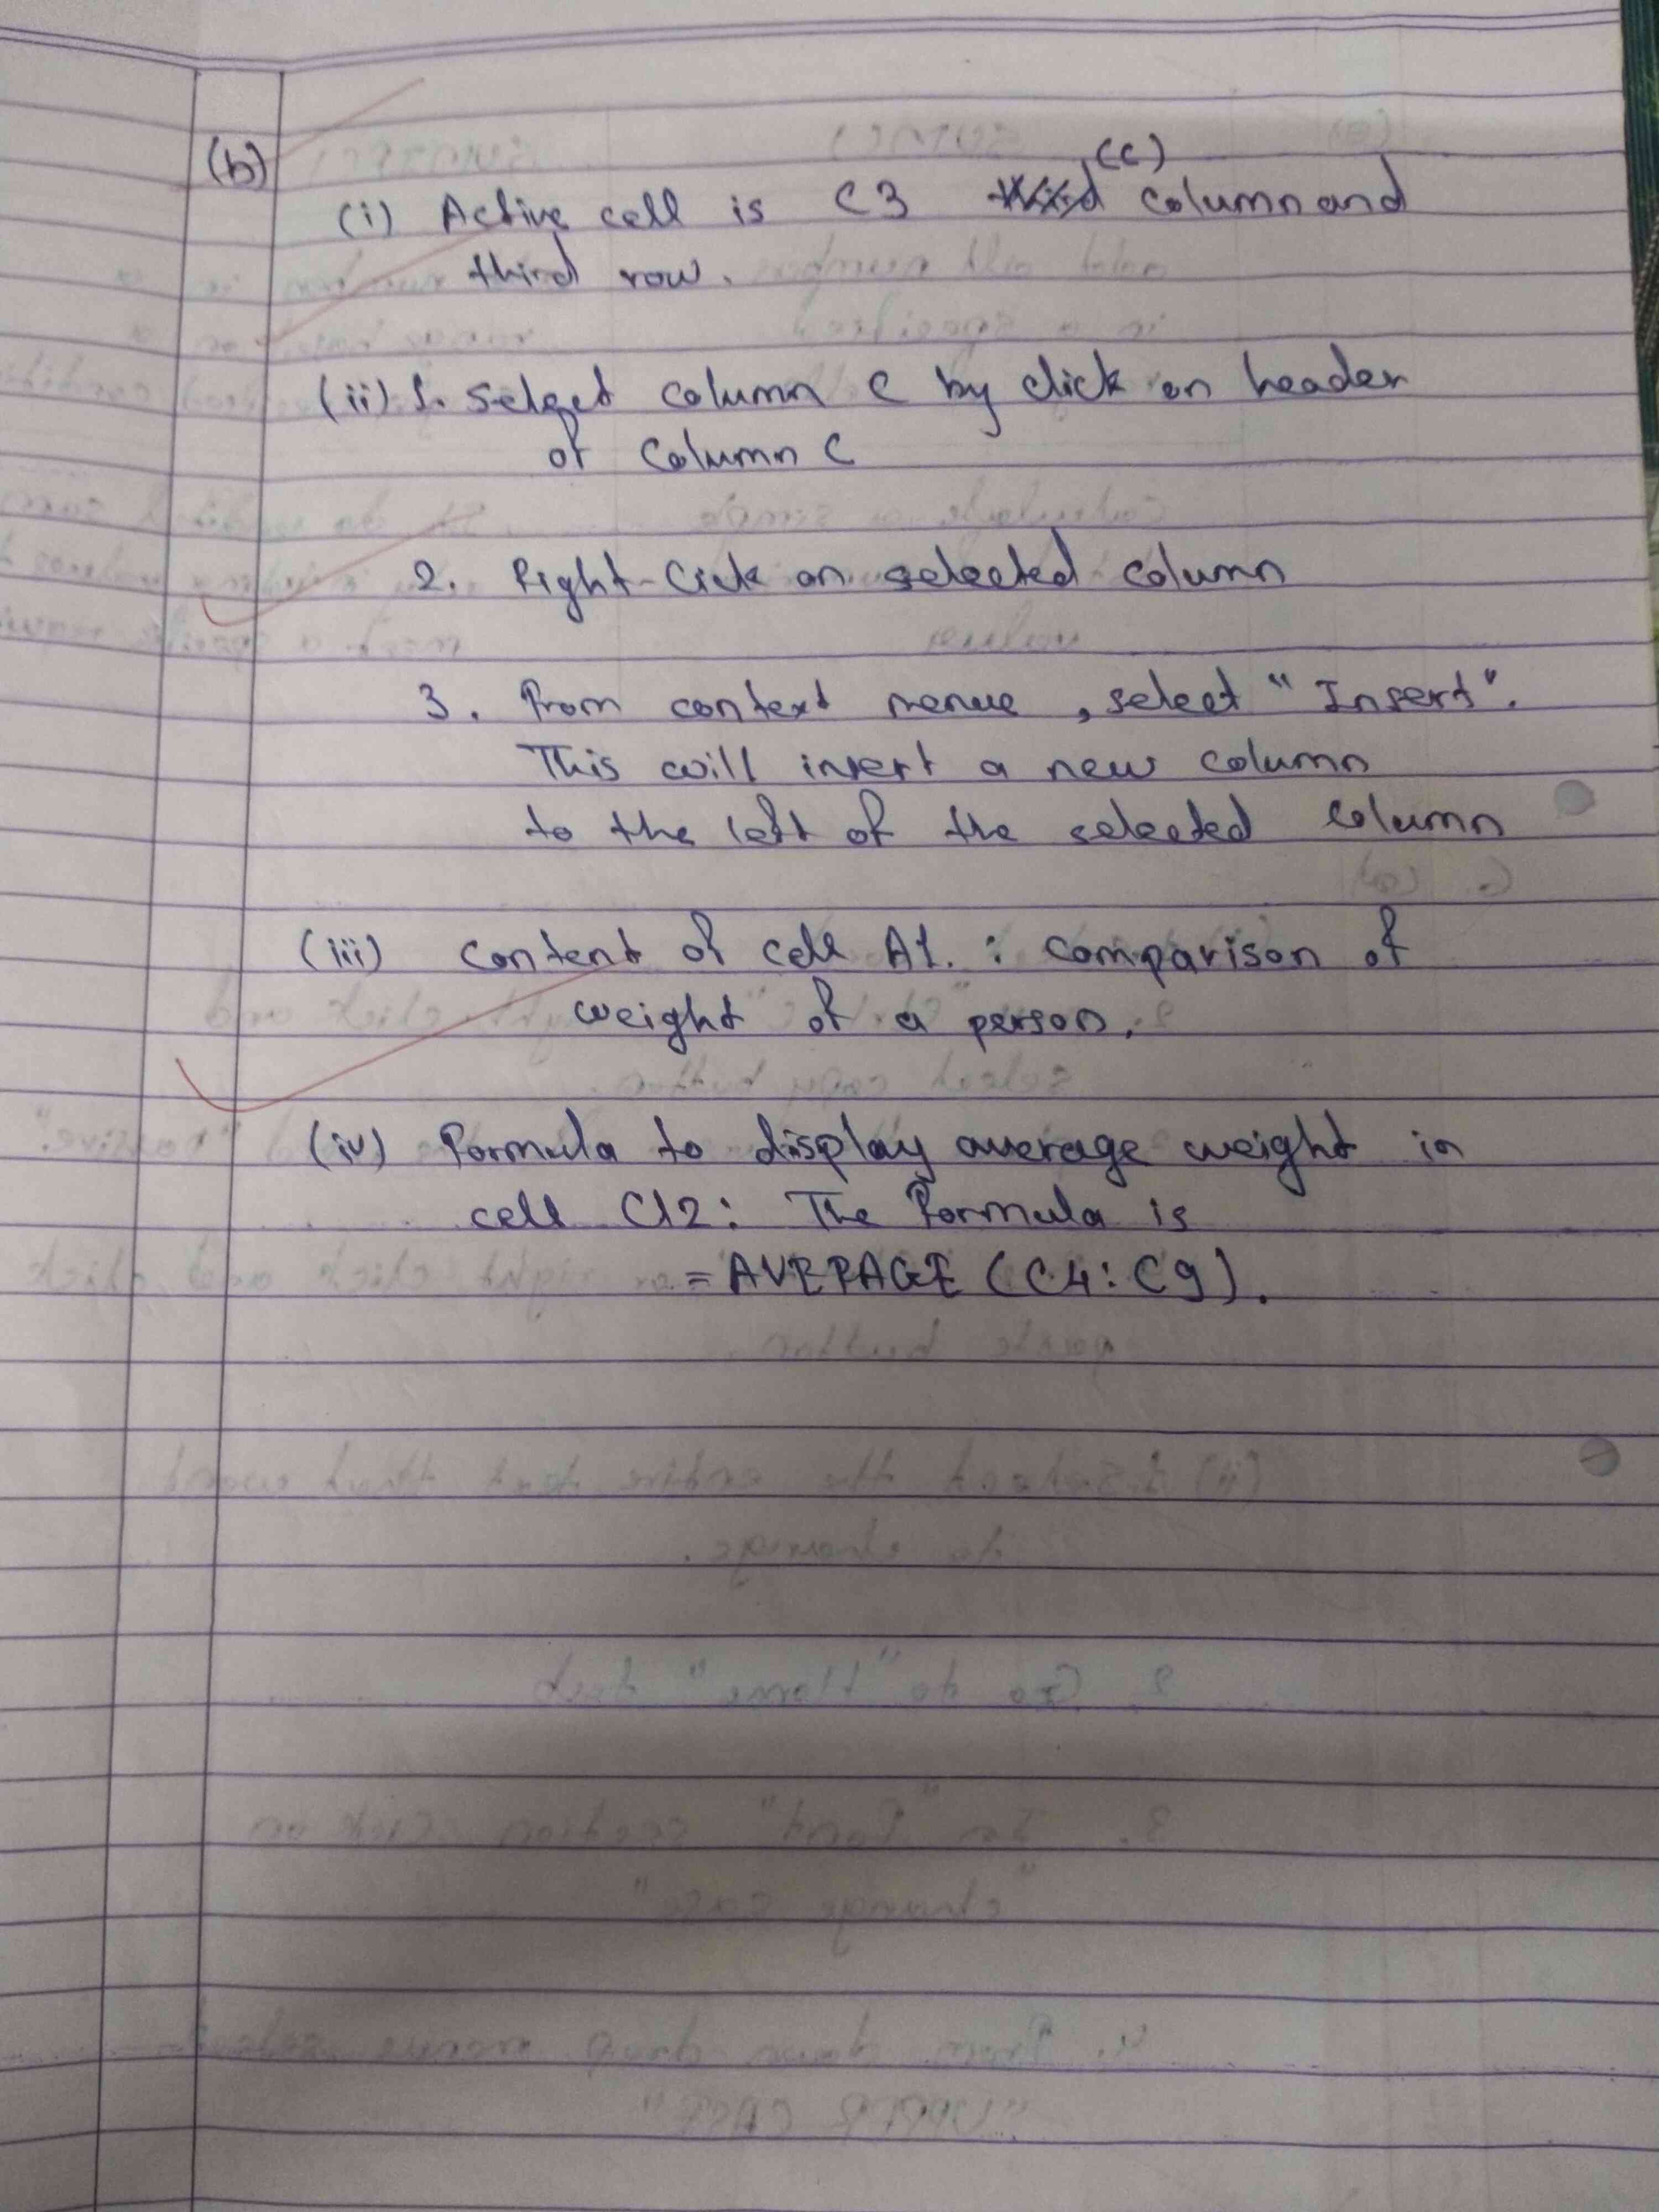 (b)
(i) Active cell is C3 (C) column and
third row.
(ii) 1. Select column C by click on header
of Column C
2. Right-Cick on selected column
3. From context menue, select "Insert".
This will insert a new column
to the left of the selected column
(iii) Content of cell A1. : Comparison of
weight of a person.
(iv) Formula to display average weight in
cell C12: The Formula is
= AVERAGE (C4:C9).